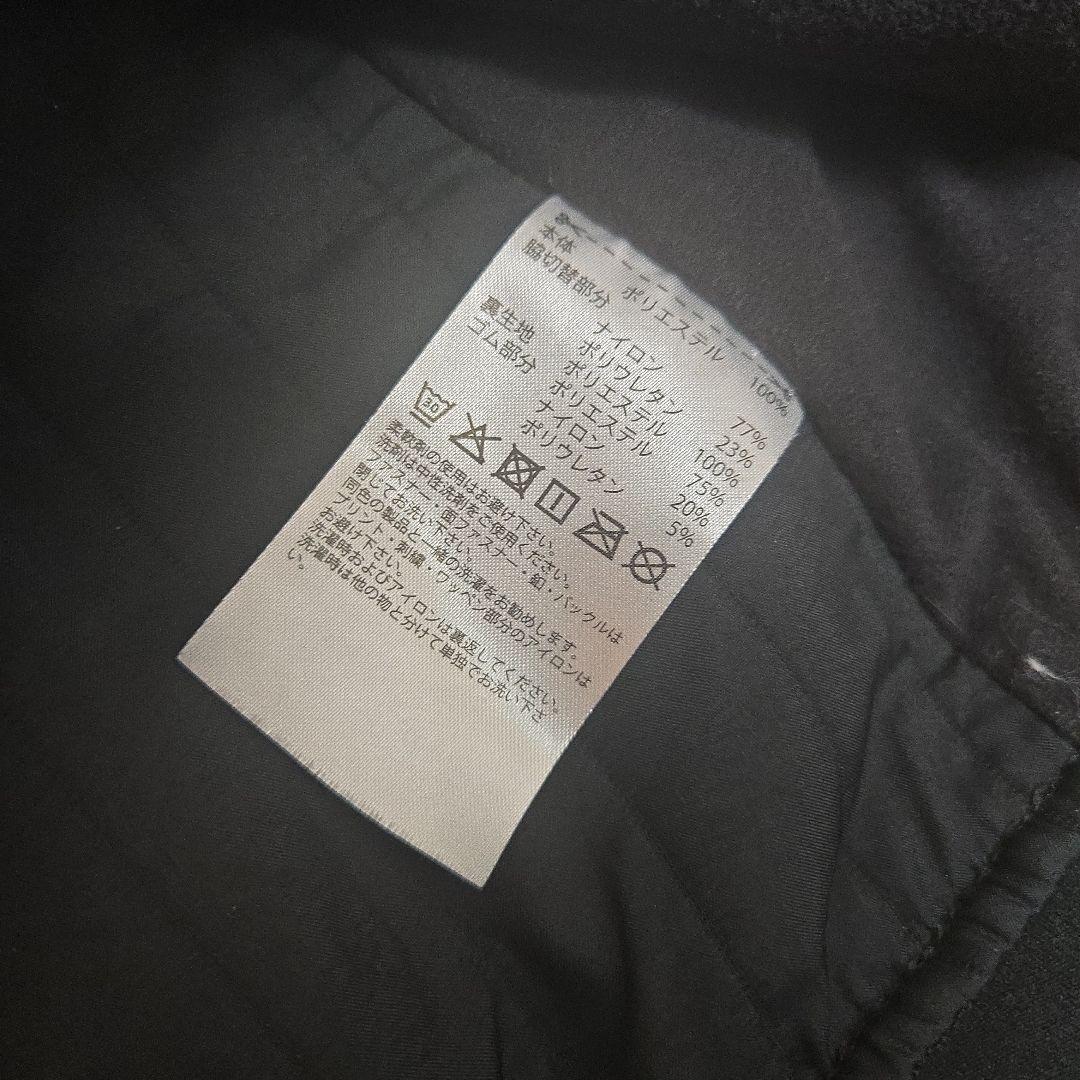 本体 ポリエステル 100%
脇切替部分 ナイロン 77%
ポリウレタン 23%
裏生地 ポリエステル 100%
ゴム部分 ポリエステル 75%
ナイロン 20%
ポリウレタン 5%
30
柔軟剤の使用はお避け下さい。
洗剤は中性洗剤をご使用ください。
ファスナー・面ファスナー・釦・バックルは
閉じてお洗い下さい。
同色の製品と一緒の洗濯をお勧めします。
プリント・刺繍・ワッペン部分のアイロンは
お避け下さい。
洗濯時およびアイロンは裏返してください。
洗濯時は他の物と分けて単独でお洗い下さ
い。